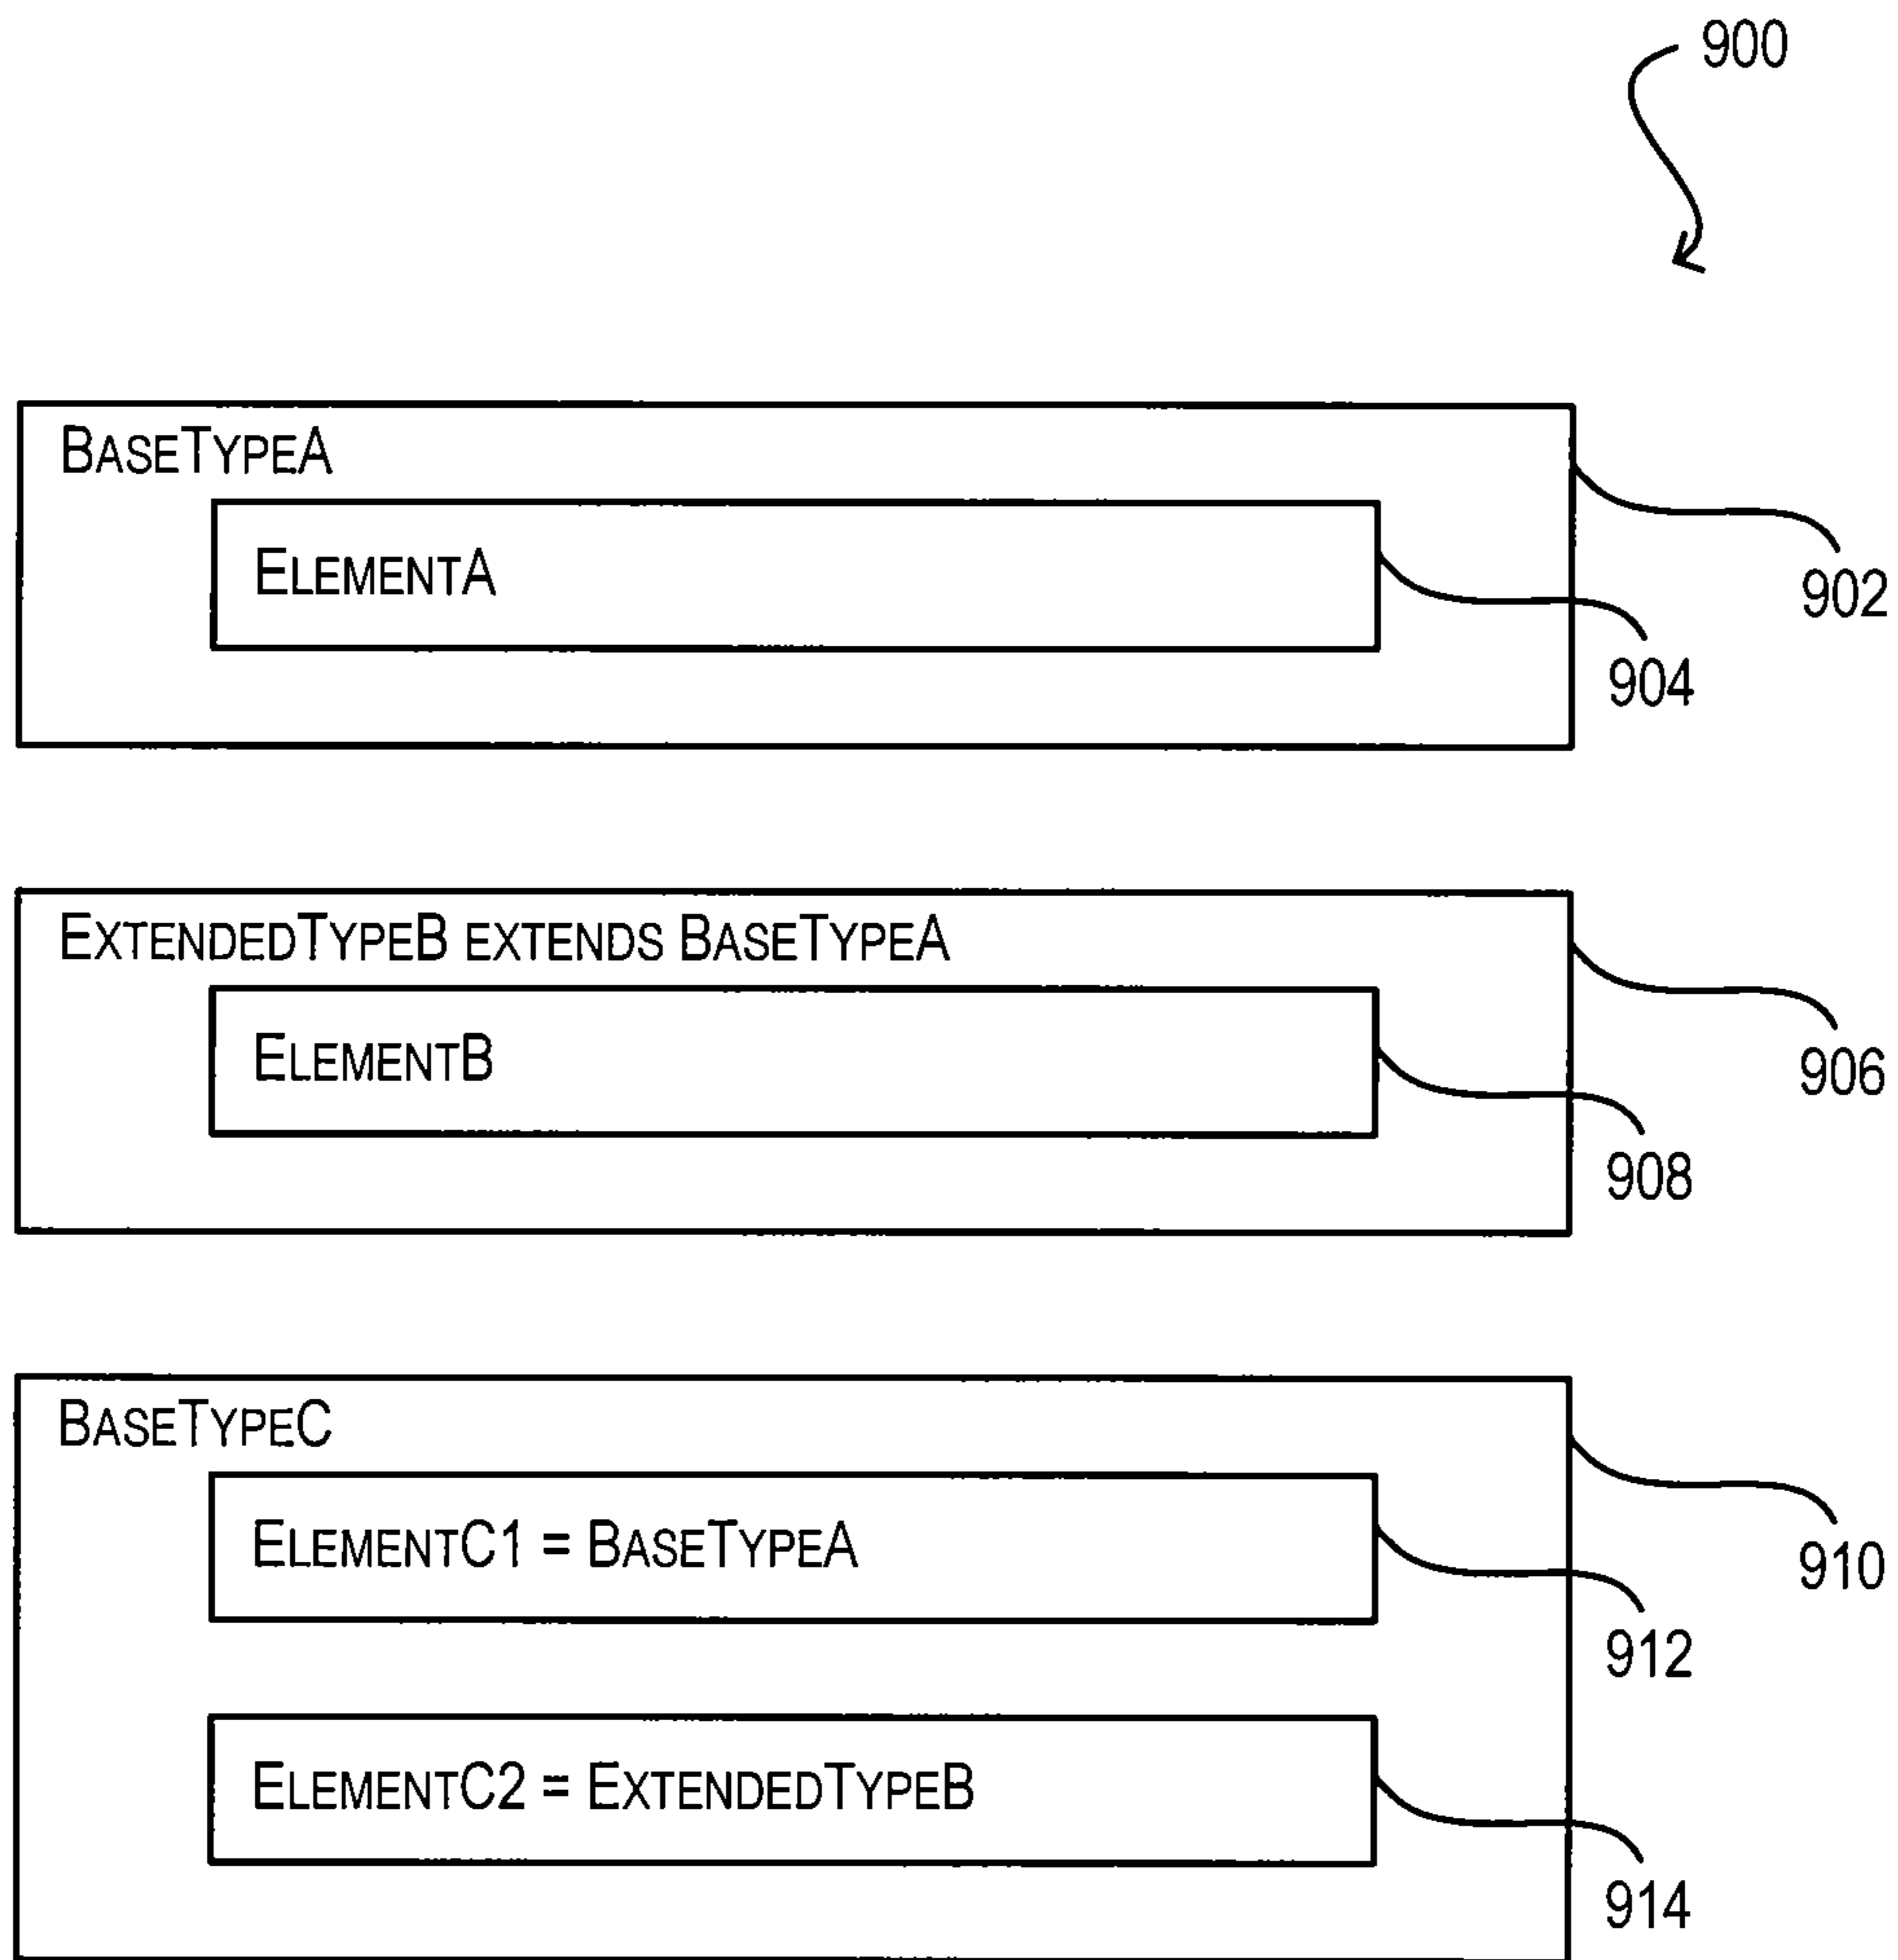 900
BASETYPEA
ELEMENTA
902
904
EXTENDEDTYPEB EXTENDS BASETYPEA
ELEMENTB
906
908
BASETYPEC
ELEMENTC1 = BASETYPEA
910
912
ELEMENTC2 = EXTENDEDTYPEB
914